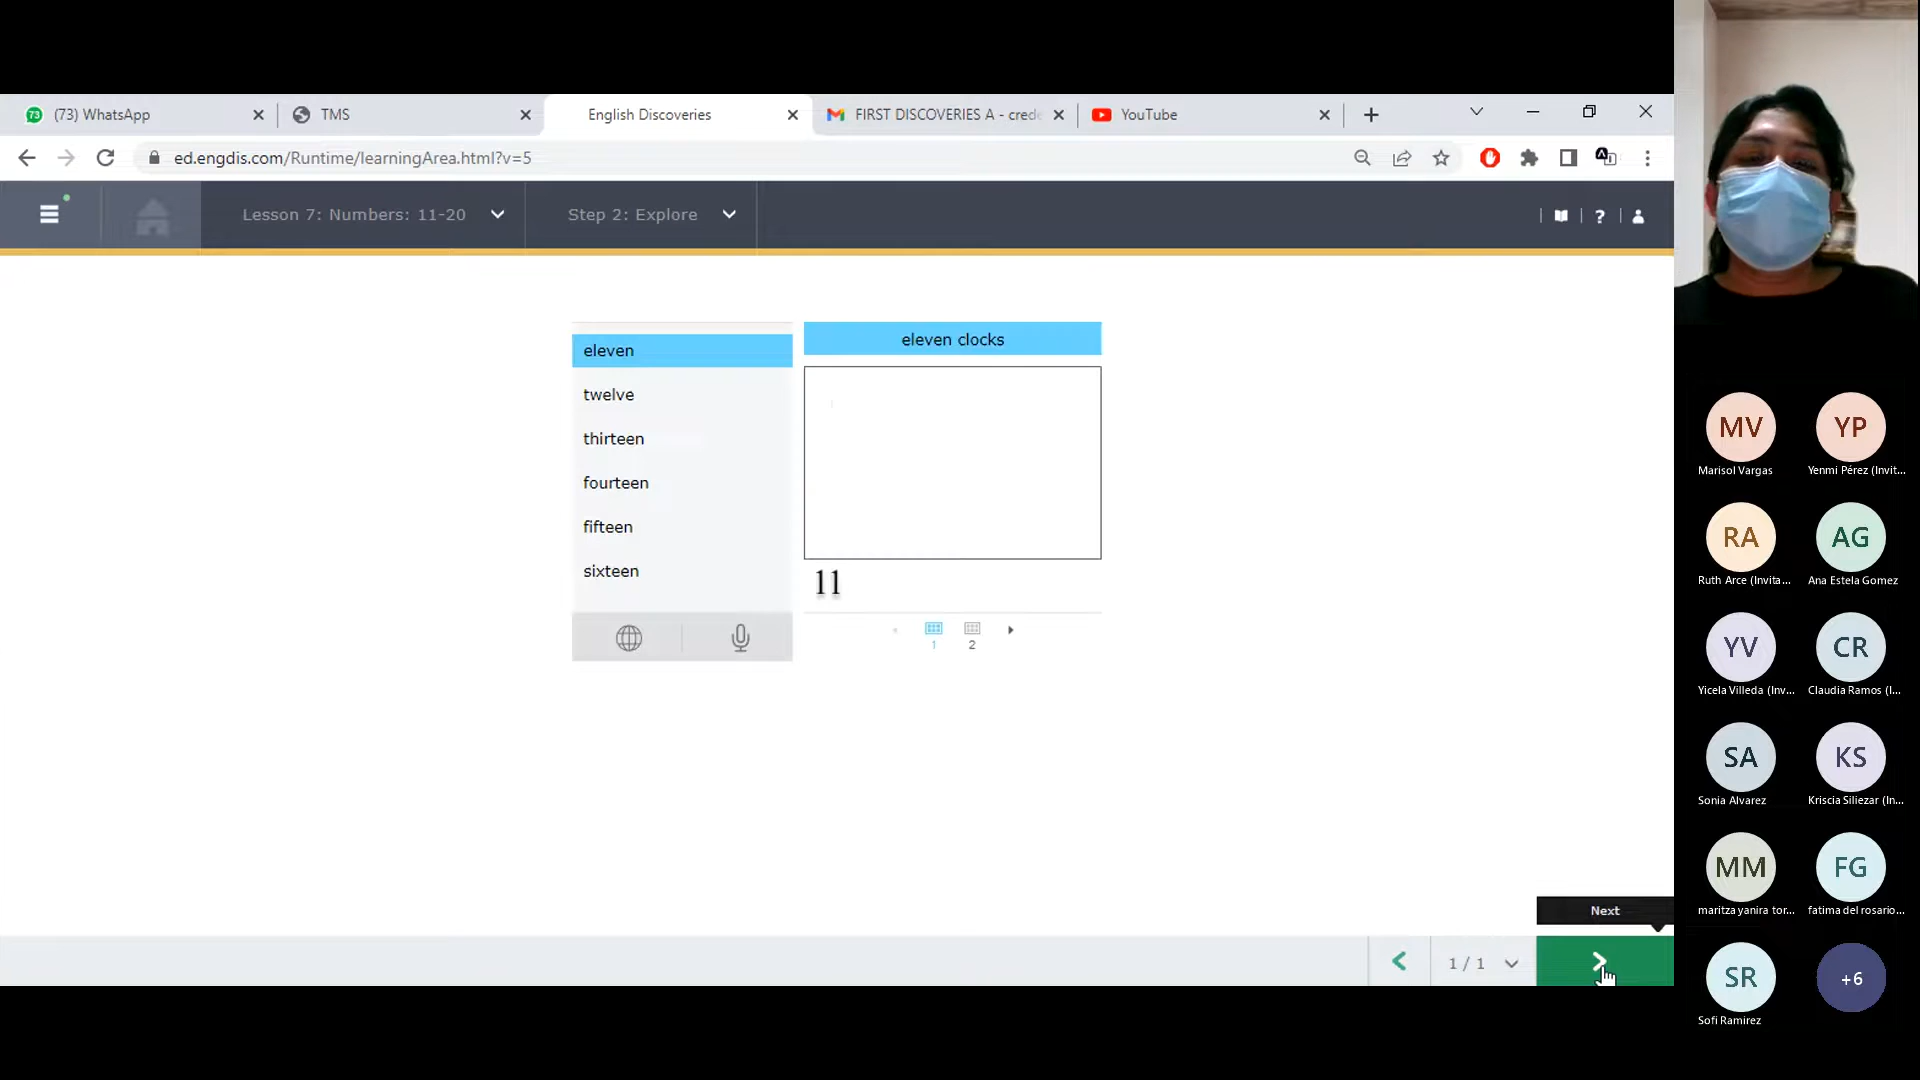 73 (73) WhatsApp
TMS
English Discoveries
FIRST DISCOVERIES A - crede
YouTube
ed.engdis.com/Runtime/learningArea.html?v=5
Lesson 7: Numbers: 11-20
Step 2: Explore
?
eleven
twelve
thirteen
fourteen
fifteen
sixteen
eleven clocks
11
1
2
Next
1 / 1
MV
Marisol Vargas
YP
Yenmi Pérez (Invit...
RA
Ruth Arce (Invita...
AG
Ana Estela Gomez
YV
Yicela Villeda (Inv...
CR
Claudia Ramos (I...
SA
Sonia Alvarez
KS
Kriscia Siliezar (In...
MM
maritza yanira tor...
FG
fatima del rosario...
SR
Sofi Ramirez
+6